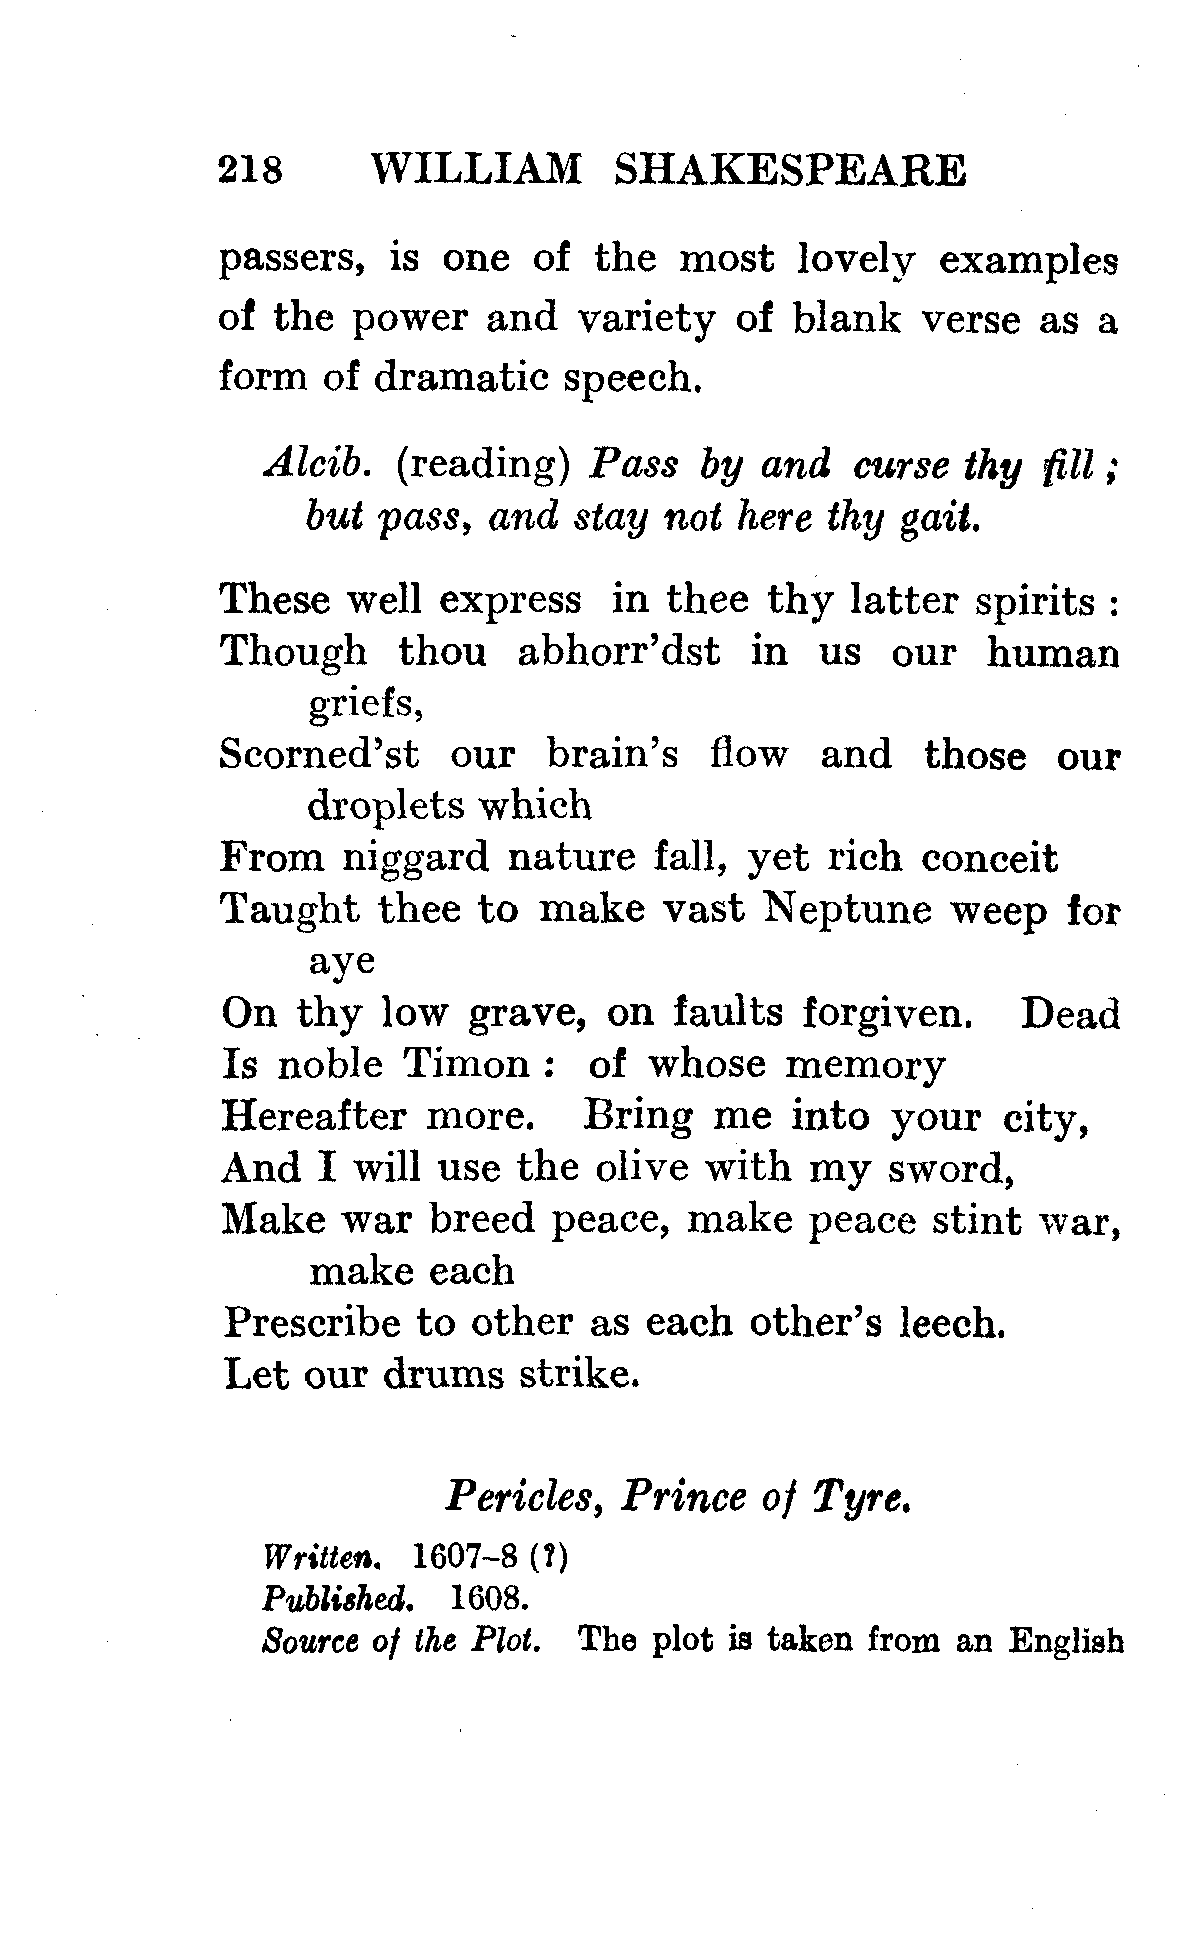 218 WILLIAM SHAKESPEARE
passers, is one of the most lovely examples
of the power and variety of blank verse as a
form of dramatic speech.
Alcib. (reading) Pass by and curse thy fill ;
but pass, and stay not here thy gait.
These well express in thee thy latter spirits :
Though thou abhorr'dst in us our human
griefs,
Scorned'st our brain's flow and those our
droplets which
From niggard nature fall, yet rich conceit
Taught thee to make vast Neptune weep for
aye
On thy low grave, on faults forgiven. Dead
Is noble Timon : of whose memory
Hereafter more. Bring me into your city,
And I will use the olive with my sword,
Make war breed peace, make peace stint war,
make each
Prescribe to other as each other's leech.
Let our drums strike.
Pericles, Prince of Tyre.
Written. 1607–8 (?)
Published. 1608.
Source of the Plot. The plot is taken from an English